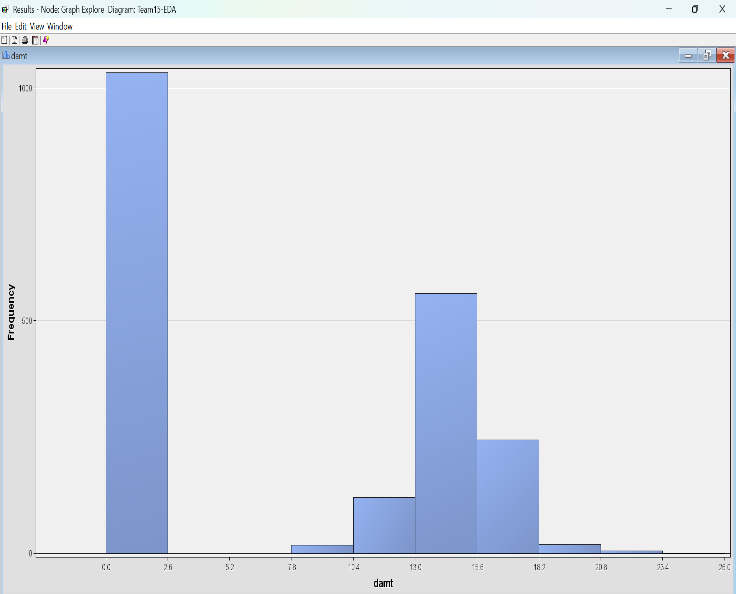 Results - Node: Graph Explore Diagram: Team15-EDA
File Edit View Window
damt
1000
500
0
Frequency
0.0 2.6 5.2 7.8 10.4 13.0 15.6 18.2 20.8 23.4 26.0
damt